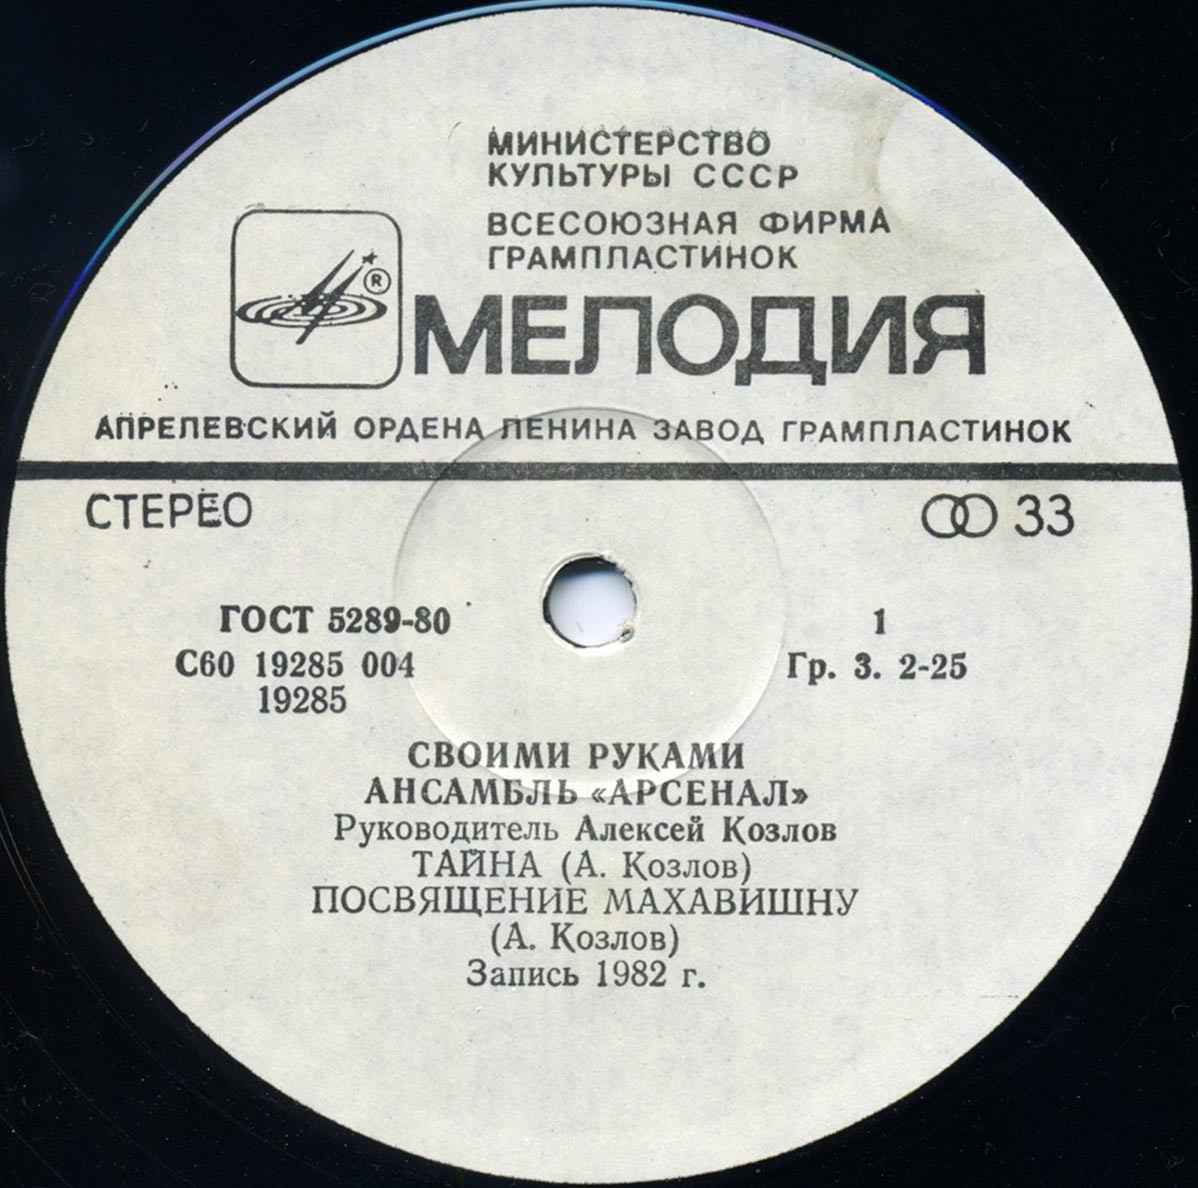 МИНИСТЕРСТВО
КУЛЬТУРЫ СССР
ВСЕСОЮЗНАЯ ФИРМА
ГРАМПЛАСТИНОК
®
МЕЛОДИЯ
АПРЕЛЕВСКИЙ ОРДЕНА ЛЕНИНА ЗАВОД ГРАМПЛАСТИНОК
СТЕРЕО
33
ГОСТ 5289-80
1
С60 19285 004
Гр. 3. 2-25
19285
СВОИМИ РУКАМИ
АНСАМБЛЬ «АРСЕНАЛ»
Руководитель Алексей Козлов
ТАЙНА (А. Козлов)
ПОСВЯЩЕНИЕ МАХАВИШНУ
(А. Козлов)
Запись 1982 г.